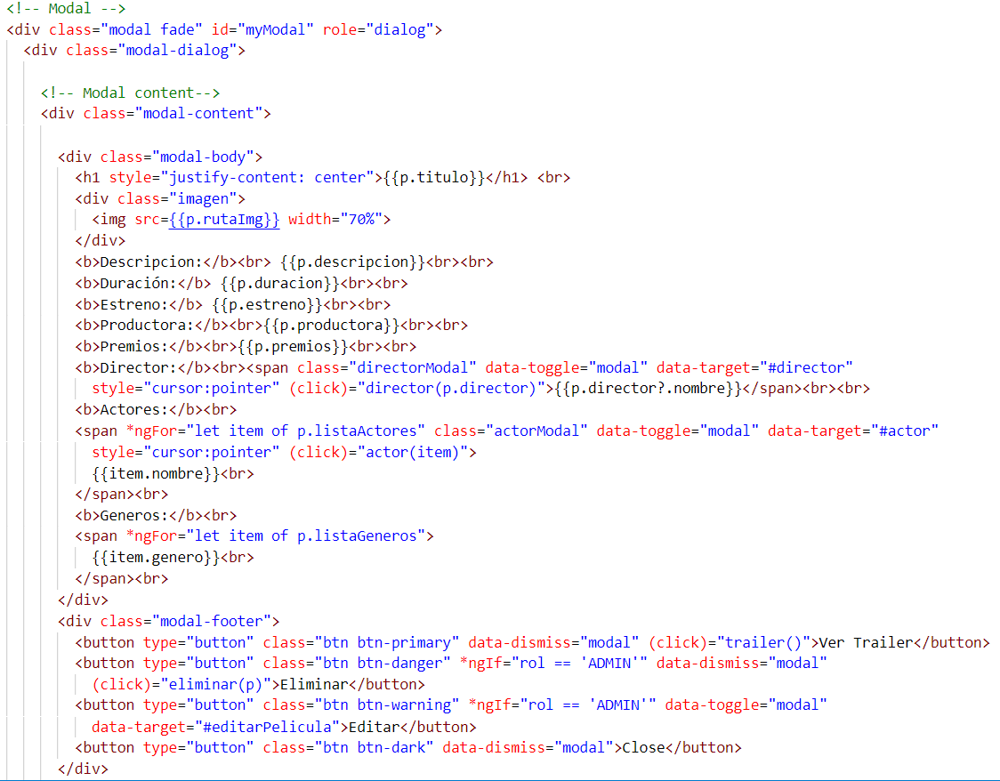 <!-- Modal -->
<div class="modal fade" id="myModal" role="dialog">
<div class="modal-dialog">
<!-- Modal content-->
<div class="modal-content">
<div class="modal-body">
<h1 style="justify-content: center">{{p.titulo}}</h1> <br>
<div class="imagen">
<img src={{p.rutaImg}} width="70%">
</div>
<b>Descripcion:</b><br> {{p.descripcion}}<br><br>
<b>Duración:</b> {{p.duracion}}<br><br>
<b>Estreno:</b> {{p.estreno}}<br><br>
<b>Productora:</b><br>{{p.productora}}<br><br>
<b>Premios:</b><br>{{p.premios}}<br><br>
<b>Director:</b><br><span class="directorModal" data-toggle="modal" data-target="#director"
style="cursor:pointer" (click)="director(p.director)">{{p.director?.nombre}}</span><br><br>
<b>Actores:</b><br>
<span *ngFor="let item of p.listaActores" class="actorModal" data-toggle="modal" data-target="#actor"
style="cursor:pointer" (click)="actor(item)">
{{item.nombre}}<br>
</span><br>
<b>Generos:</b><br>
<span *ngFor="let item of p.listaGeneros">
{{item.genero}}<br>
</span><br>
</div>
<div class="modal-footer">
<button type="button" class="btn btn-primary" data-dismiss="modal" (click)="trailer()">Ver Trailer</button>
<button type="button" class="btn btn-danger" *ngIf="rol == 'ADMIN'" data-dismiss="modal"
(click)="eliminar(p)">Eliminar</button>
<button type="button" class="btn btn-warning" *ngIf="rol == 'ADMIN'" data-toggle="modal"
data-target="#editarPelicula">Editar</button>
<button type="button" class="btn btn-dark" data-dismiss="modal">Close</button>
</div>